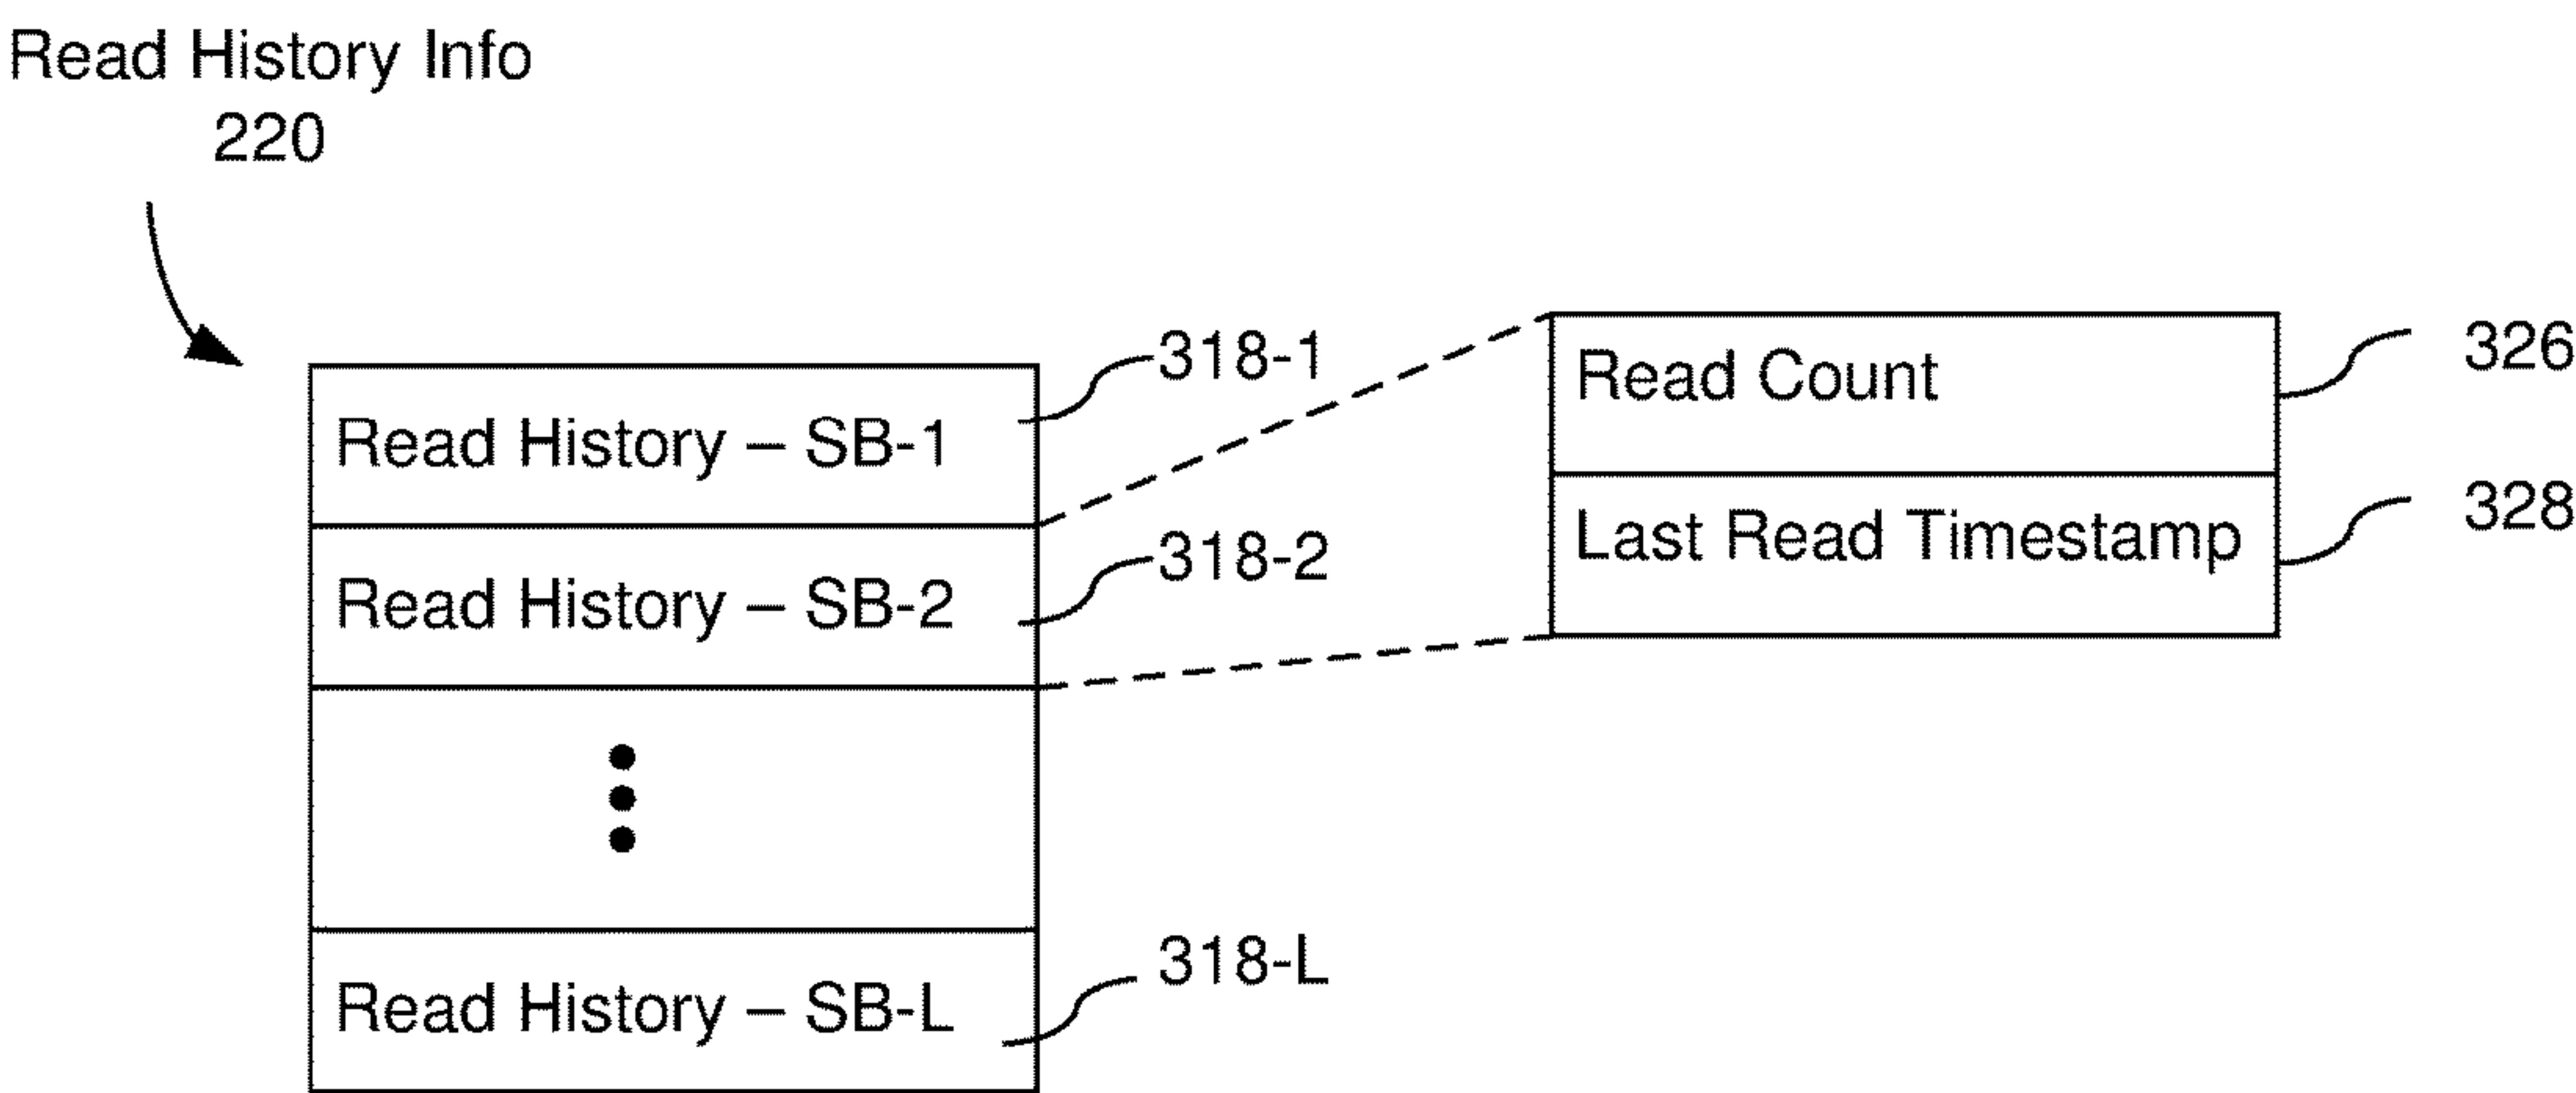 Read History Info
220
Read History – SB-1
318-1
Read History – SB-2
318-2
Read History – SB-L
318-L
Read Count
326
Last Read Timestamp
328